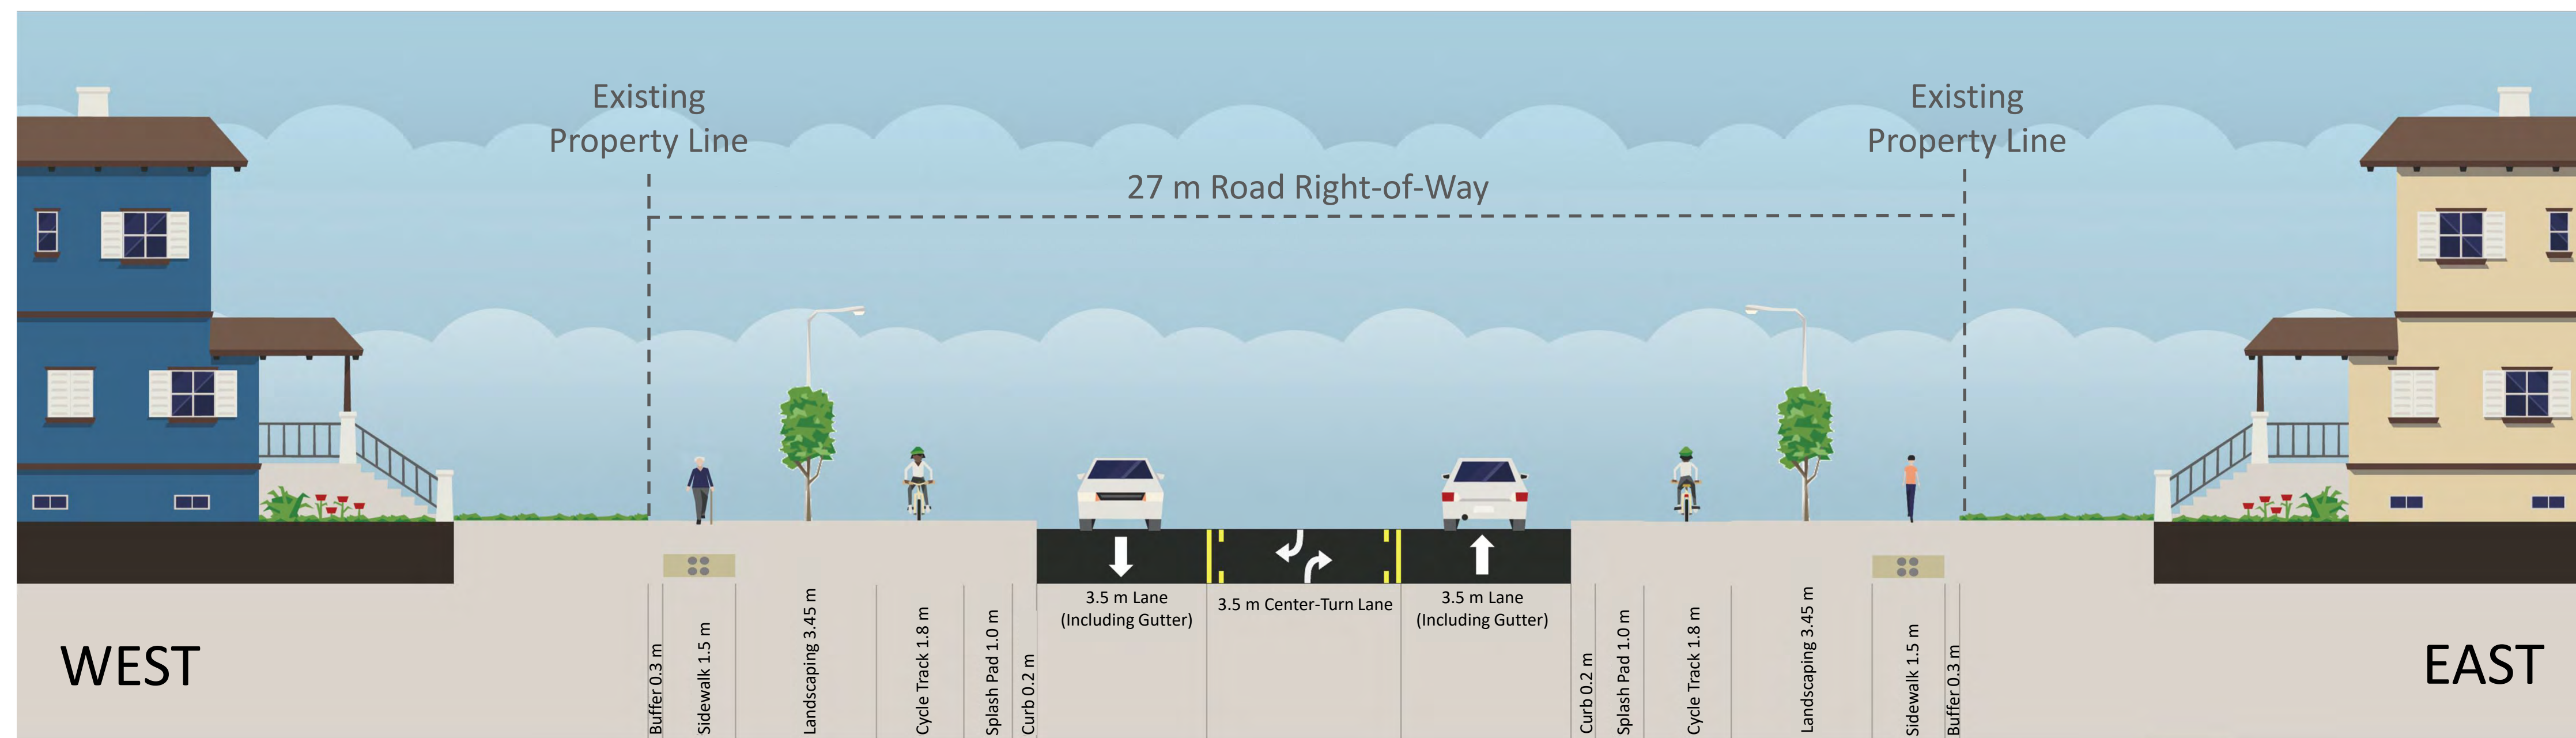 Existing
Property Line
Existing
Property Line
27 m Road Right-of-Way
WEST
Buffer 0.3 m
Sidewalk 1.5 m
Landscaping 3.45 m
Cycle Track 1.8 m
Splash Pad 1.0 m
Curb 0.2 m
3.5 m Lane
(Including Gutter)
3.5 m Center-Turn Lane
3.5 m Lane
(Including Gutter)
Curb 0.2 m
Splash Pad 1.0 m
Cycle Track 1.8 m
Landscaping 3.45 m
Sidewalk 1.5 m
Buffer 0.3 m
EAST